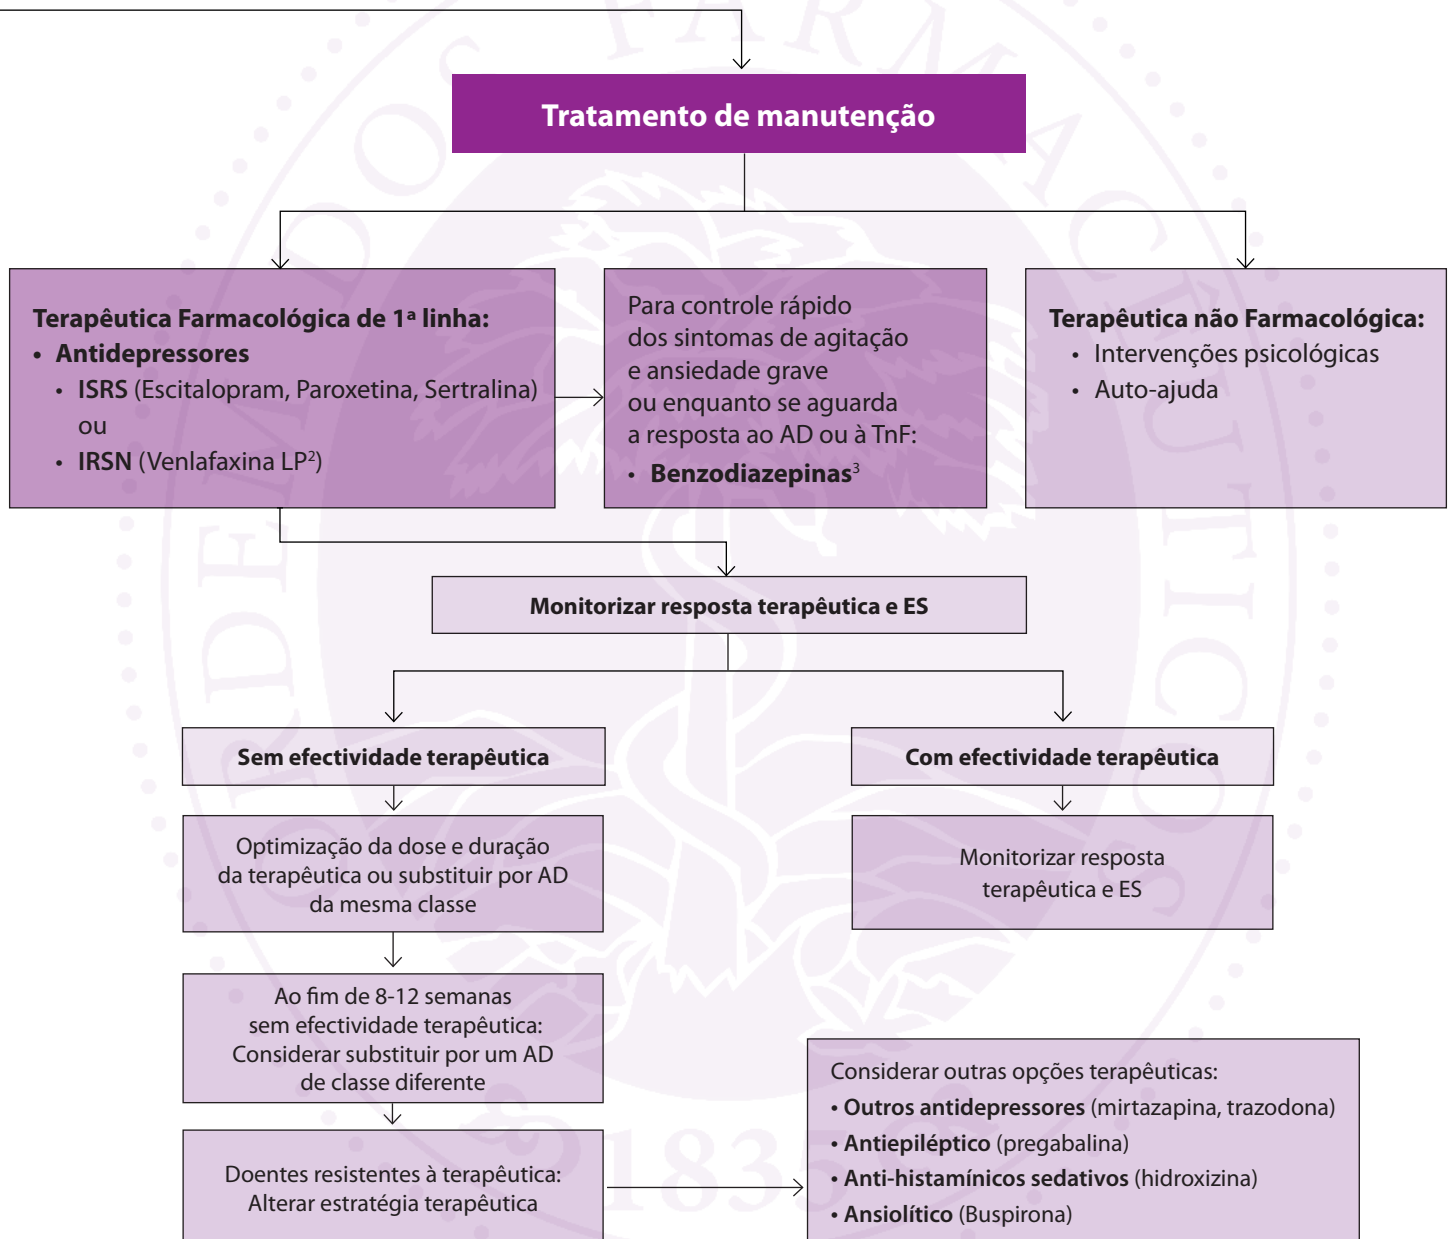 Tratamento de manutenção
Terapêutica Farmacológica de 1ª linha:
• Antidepressores
• ISRS (Escitalopram, Paroxetina, Sertralina)
ou
• IRSN (Venlafaxina LP²)
Para controle rápido
dos sintomas de agitação
e ansiedade grave
ou enquanto se aguarda
a resposta ao AD ou à TnF:
• Benzodiazepinas³
Terapêutica não Farmacológica:
• Intervenções psicológicas
• Auto-ajuda
Monitorizar resposta terapêutica e ES
Sem efectividade terapêutica
Com efectividade terapêutica
Optimização da dose e duração
da terapêutica ou substituir por AD
da mesma classe
Monitorizar resposta
terapêutica e ES
Ao fim de 8-12 semanas
sem efectividade terapêutica:
Considerar substituir por um AD
de classe diferente
Doentes resistentes à terapêutica:
Alterar estratégia terapêutica
Considerar outras opções terapêuticas:
• Outros antidepressores (mirtazapina, trazodona)
• Antiepiléptico (pregabalina)
• Anti-histamínicos sedativos (hidroxizina)
• Ansiolítico (Buspirona)
ORDEM DOS FARMACÊUTICOS
1835